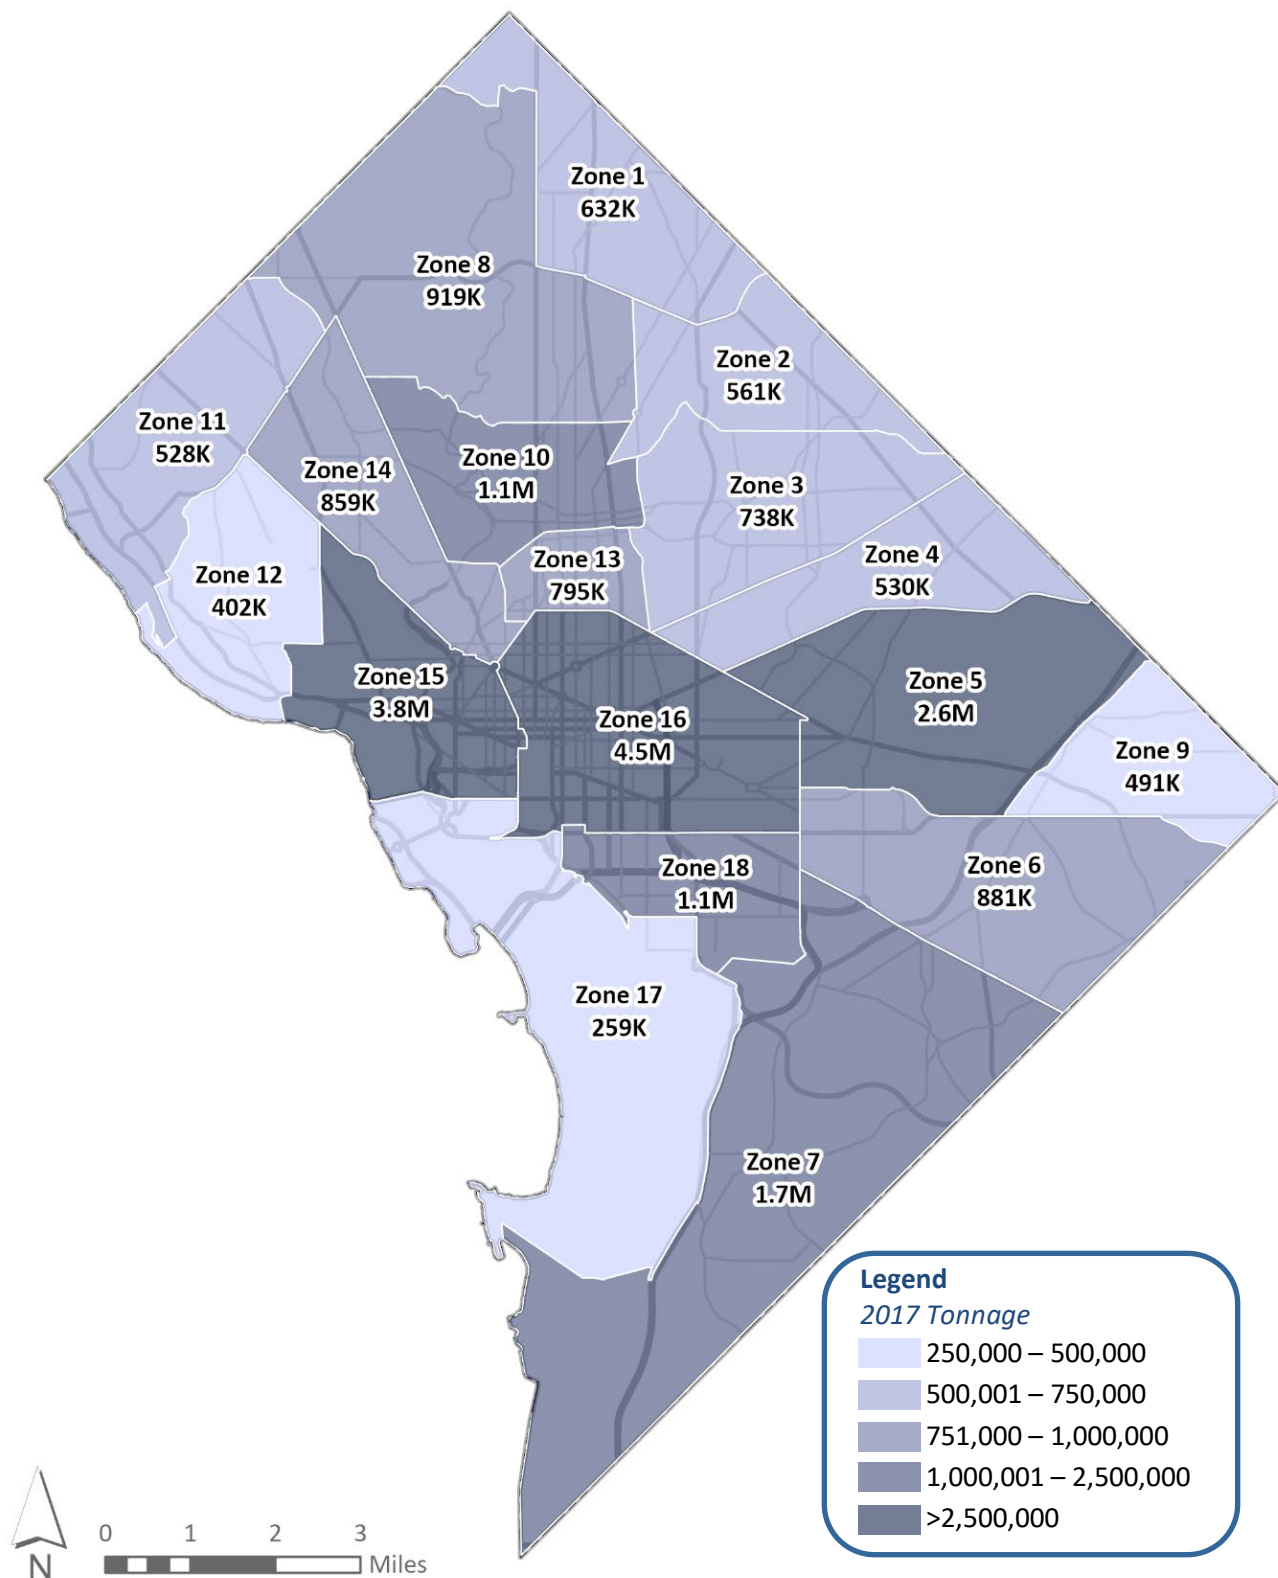 Zone 1
632K
Zone 8
919K
Zone 2
561K
Zone 11
528K
Zone 14
859K
Zone 10
1.1M
Zone 3
738K
Zone 12
402K
Zone 13
795K
Zone 4
530K
Zone 15
3.8M
Zone 16
4.5M
Zone 5
2.6M
Zone 9
491K
Zone 18
1.1M
Zone 6
881K
Zone 17
259K
Zone 7
1.7M
Legend
2017 Tonnage
250,000 – 500,000
500,001 – 750,000
751,000 – 1,000,000
1,000,001 – 2,500,000
>2,500,000
N
0 1 2 3
Miles